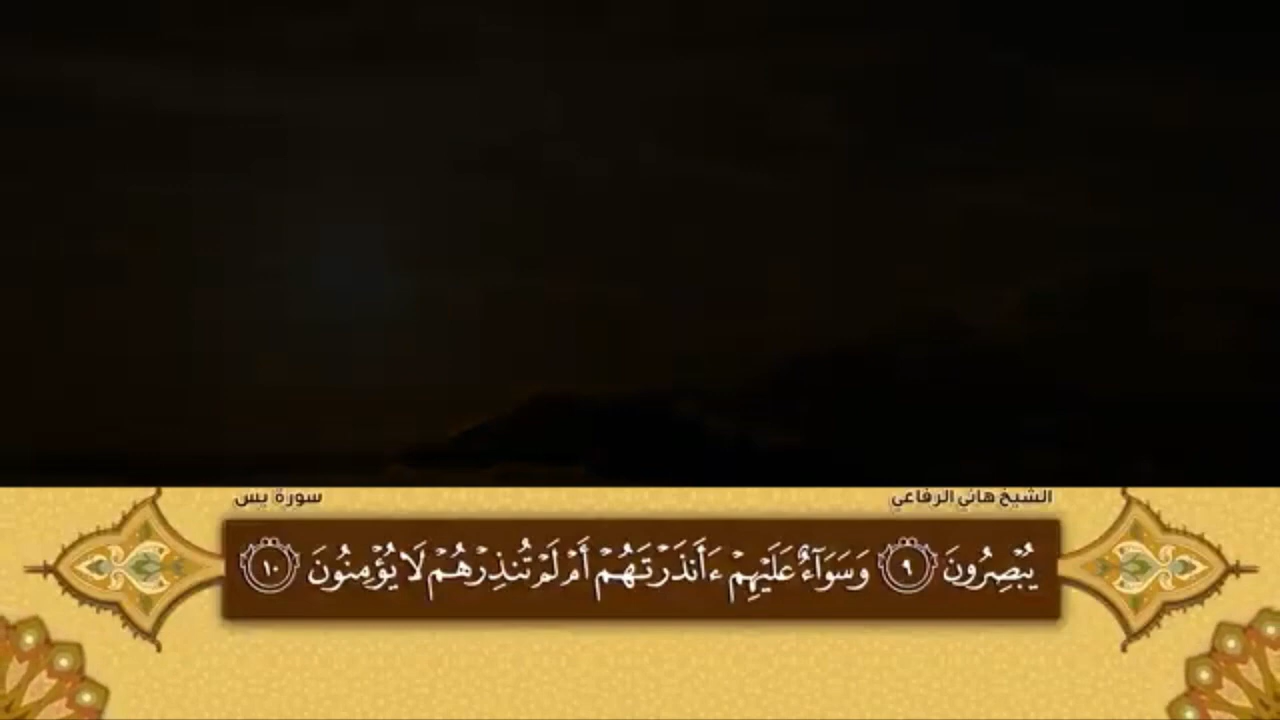 الشيخ هاني الرفاعي
سورة يس
يُبْصِرُونَ ٩ وَسَوَآءٌ عَلَيْهِمْ ءَأَنذَرْتَهُمْ أَمْ لَمْ تُنذِرْهُمْ لَا يُؤْمِنُونَ ١٠